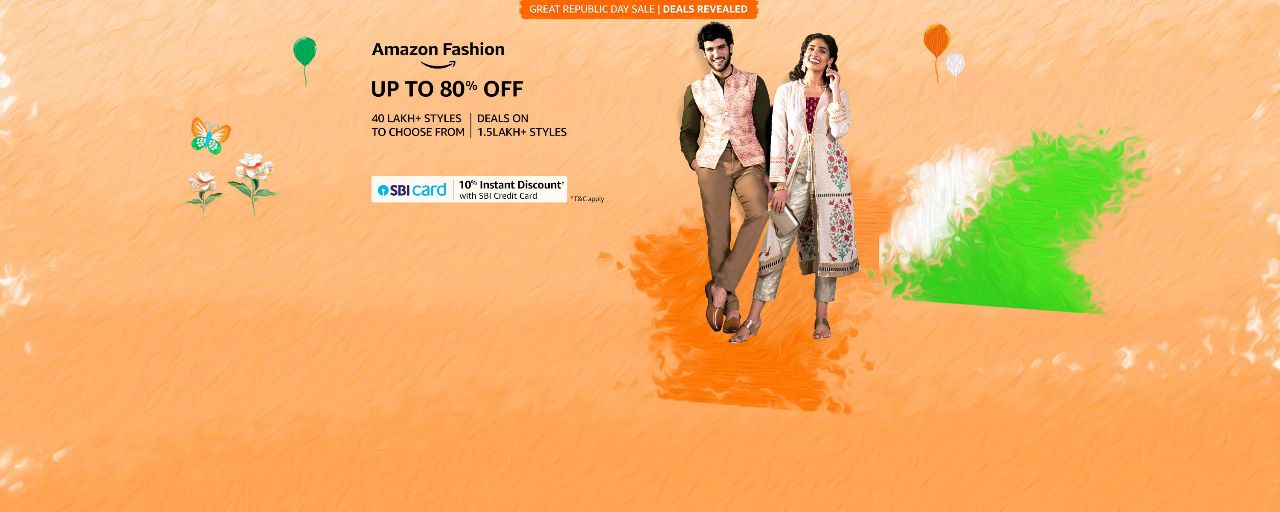 GREAT REPUBLIC DAY SALE | DEALS REVEALED
Amazon Fashion
UP TO 80% OFF
40 LAKH+ STYLES
TO CHOOSE FROM
DEALS ON
1.5LAKH+ STYLES
SBI card
10% Instant Discount*
with SBI Credit Card
*T&C apply